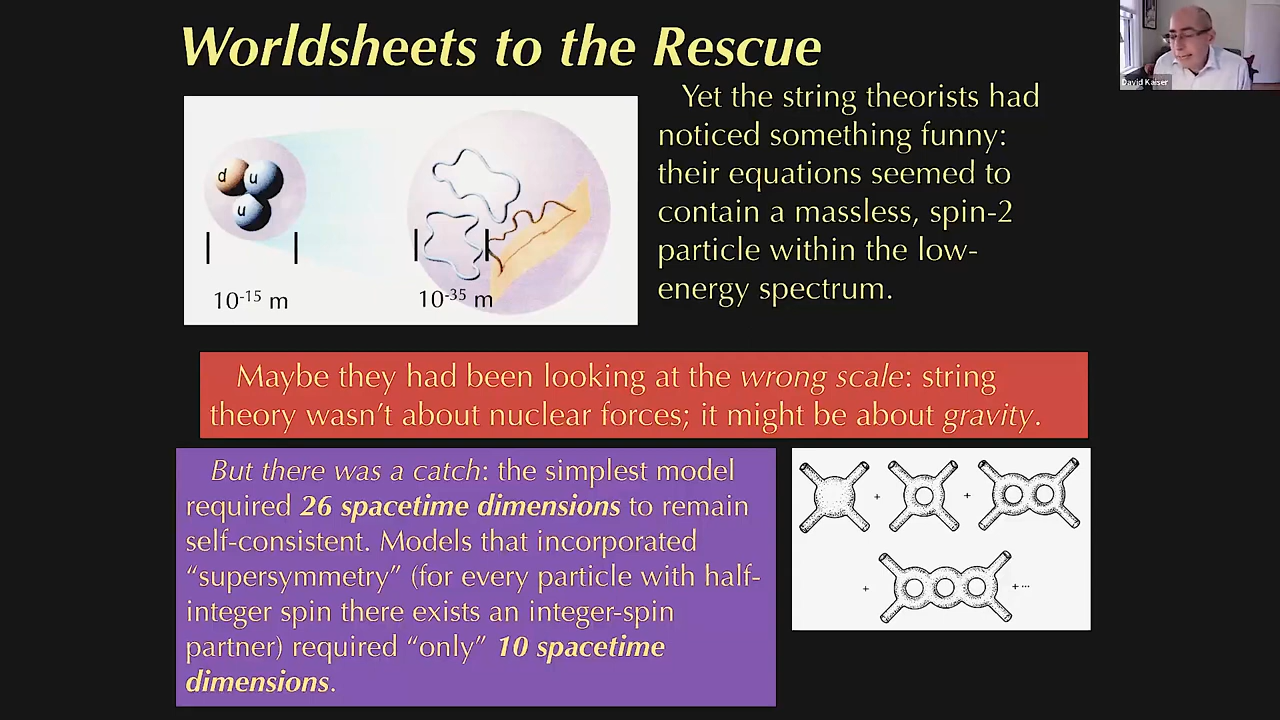 Worldsheets to the Rescue
David Kaiser
Yet the string theorists had
noticed something funny:
their equations seemed to
contain a massless, spin-2
particle within the low-
energy spectrum.
d u
u
10⁻¹⁵ m
10⁻³⁵ m
Maybe they had been looking at the wrong scale: string
theory wasn’t about nuclear forces; it might be about gravity.
But there was a catch: the simplest model
required 26 spacetime dimensions to remain
self-consistent. Models that incorporated
“supersymmetry” (for every particle with half-
integer spin there exists an integer-spin
partner) required “only” 10 spacetime
dimensions.
+ +
+ +···